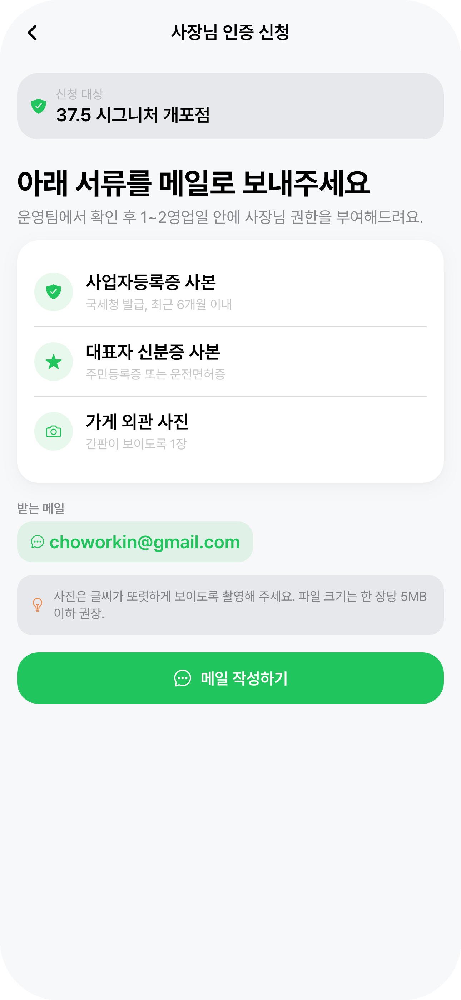 사장님 인증 신청
신청 대상
37.5 시그니처 개포점
아래 서류를 메일로 보내주세요
운영팀에서 확인 후 1~2영업일 안에 사장님 권한을 부여해드려요.
사업자등록증 사본
국세청 발급, 최근 6개월 이내
대표자 신분증 사본
주민등록증 또는 운전면허증
가게 외관 사진
간판이 보이도록 1장
받는 메일
choworkin@gmail.com
사진은 글씨가 또렷하게 보이도록 촬영해 주세요. 파일 크기는 한 장당 5MB
이하 권장.
메일 작성하기